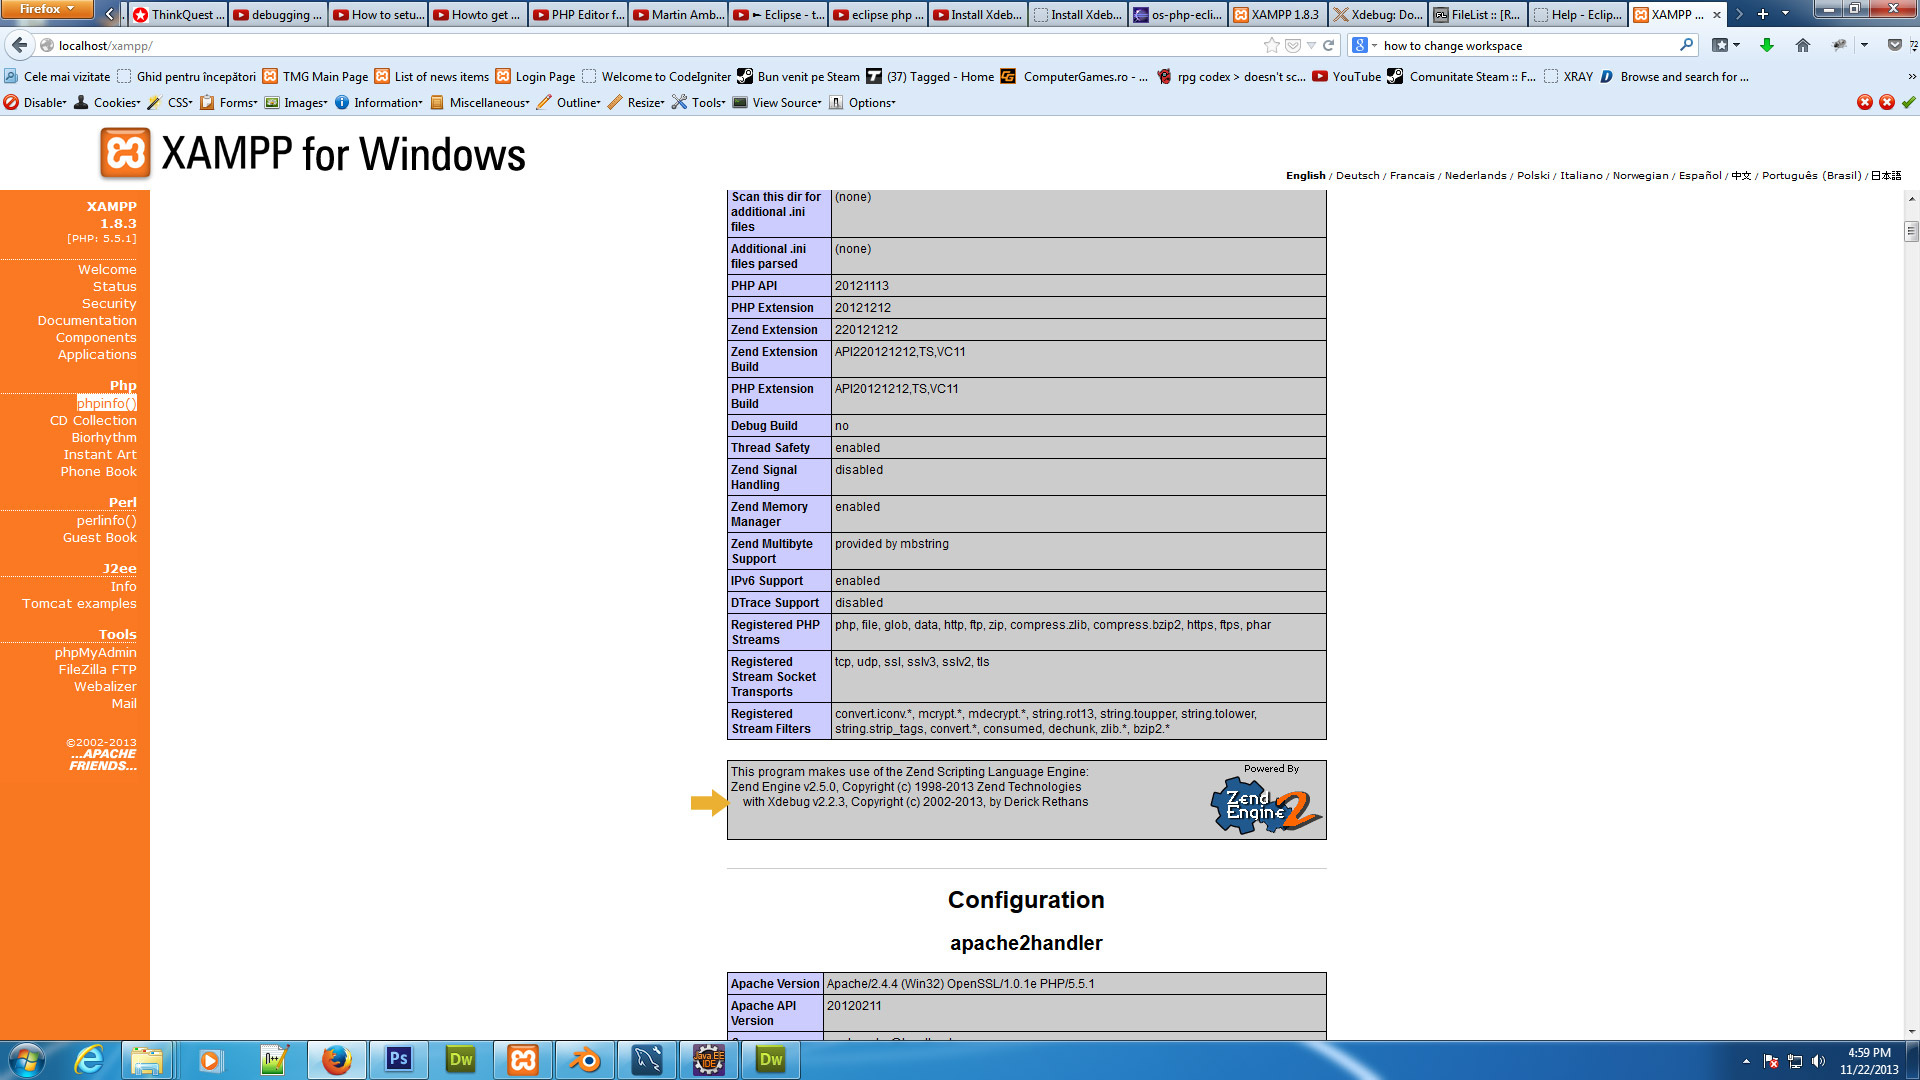 Firefox
ThinkQuest ...
debugging ...
How to setu...
Howto get ...
PHP Editor f...
Martin Amb...
Eclipse - t...
eclipse php ...
Install Xdeb...
Install Xdeb...
os-php-ecli...
XAMPP 1.8.3
Xdebug: Do...
FileList :: [R...
Help - Eclip...
XAMPP ...
localhost/xampp/
how to change workspace
72
Cele mai vizitate
Ghid pentru începători
TMG Main Page
List of news items
Login Page
Welcome to CodeIgniter
Bun venit pe Steam
(37) Tagged - Home
ComputerGames.ro - ...
rpg codex > doesn't sc...
YouTube
Comunitate Steam :: F...
XRAY
Browse and search for ...
Disable
Cookies
CSS
Forms
Images
Information
Miscellaneous
Outline
Resize
Tools
View Source
Options
XAMPP for Windows
English / Deutsch / Francais / Nederlands / Polski / Italiano / Norwegian / Español / 中文 / Português (Brasil) / 日本語
XAMPP
1.8.3
[PHP: 5.5.1]
Welcome
Status
Security
Documentation
Components
Applications
Php
phpinfo()
CD Collection
Biorhythm
Instant Art
Phone Book
Perl
perlinfo()
Guest Book
J2ee
Info
Tomcat examples
Tools
phpMyAdmin
FileZilla FTP
Webalizer
Mail
©2002-2013
...APACHE
FRIENDS...
Scan this dir for (none)
additional .ini
files
Additional .ini (none)
files parsed
PHP API 20121113
PHP Extension 20121212
Zend Extension 220121212
Zend Extension API220121212,TS,VC11
Build
PHP Extension API20121212,TS,VC11
Build
Debug Build no
Thread Safety enabled
Zend Signal disabled
Handling
Zend Memory enabled
Manager
Zend Multibyte provided by mbstring
Support
IPv6 Support enabled
DTrace Support disabled
Registered PHP php, file, glob, data, http, ftp, zip, compress.zlib, compress.bzip2, https, ftps, phar
Streams
Registered tcp, udp, ssl, sslv3, sslv2, tls
Stream Socket
Transports
Registered convert.iconv.*, mcrypt.*, mdecrypt.*, string.rot13, string.toupper, string.tolower,
Stream Filters string.strip_tags, convert.*, consumed, dechunk, zlib.*, bzip2.*
This program makes use of the Zend Scripting Language Engine:
Zend Engine v2.5.0, Copyright (c) 1998-2013 Zend Technologies
with Xdebug v2.2.3, Copyright (c) 2002-2013, by Derick Rethans
Powered By
Zend
Engine 2
Configuration
apache2handler
Apache Version Apache/2.4.4 (Win32) OpenSSL/1.0.1e PHP/5.5.1
Apache API 20120211
Version
Ps
Dw
Java EE
IDE
Dw
4:59 PM
11/22/2013